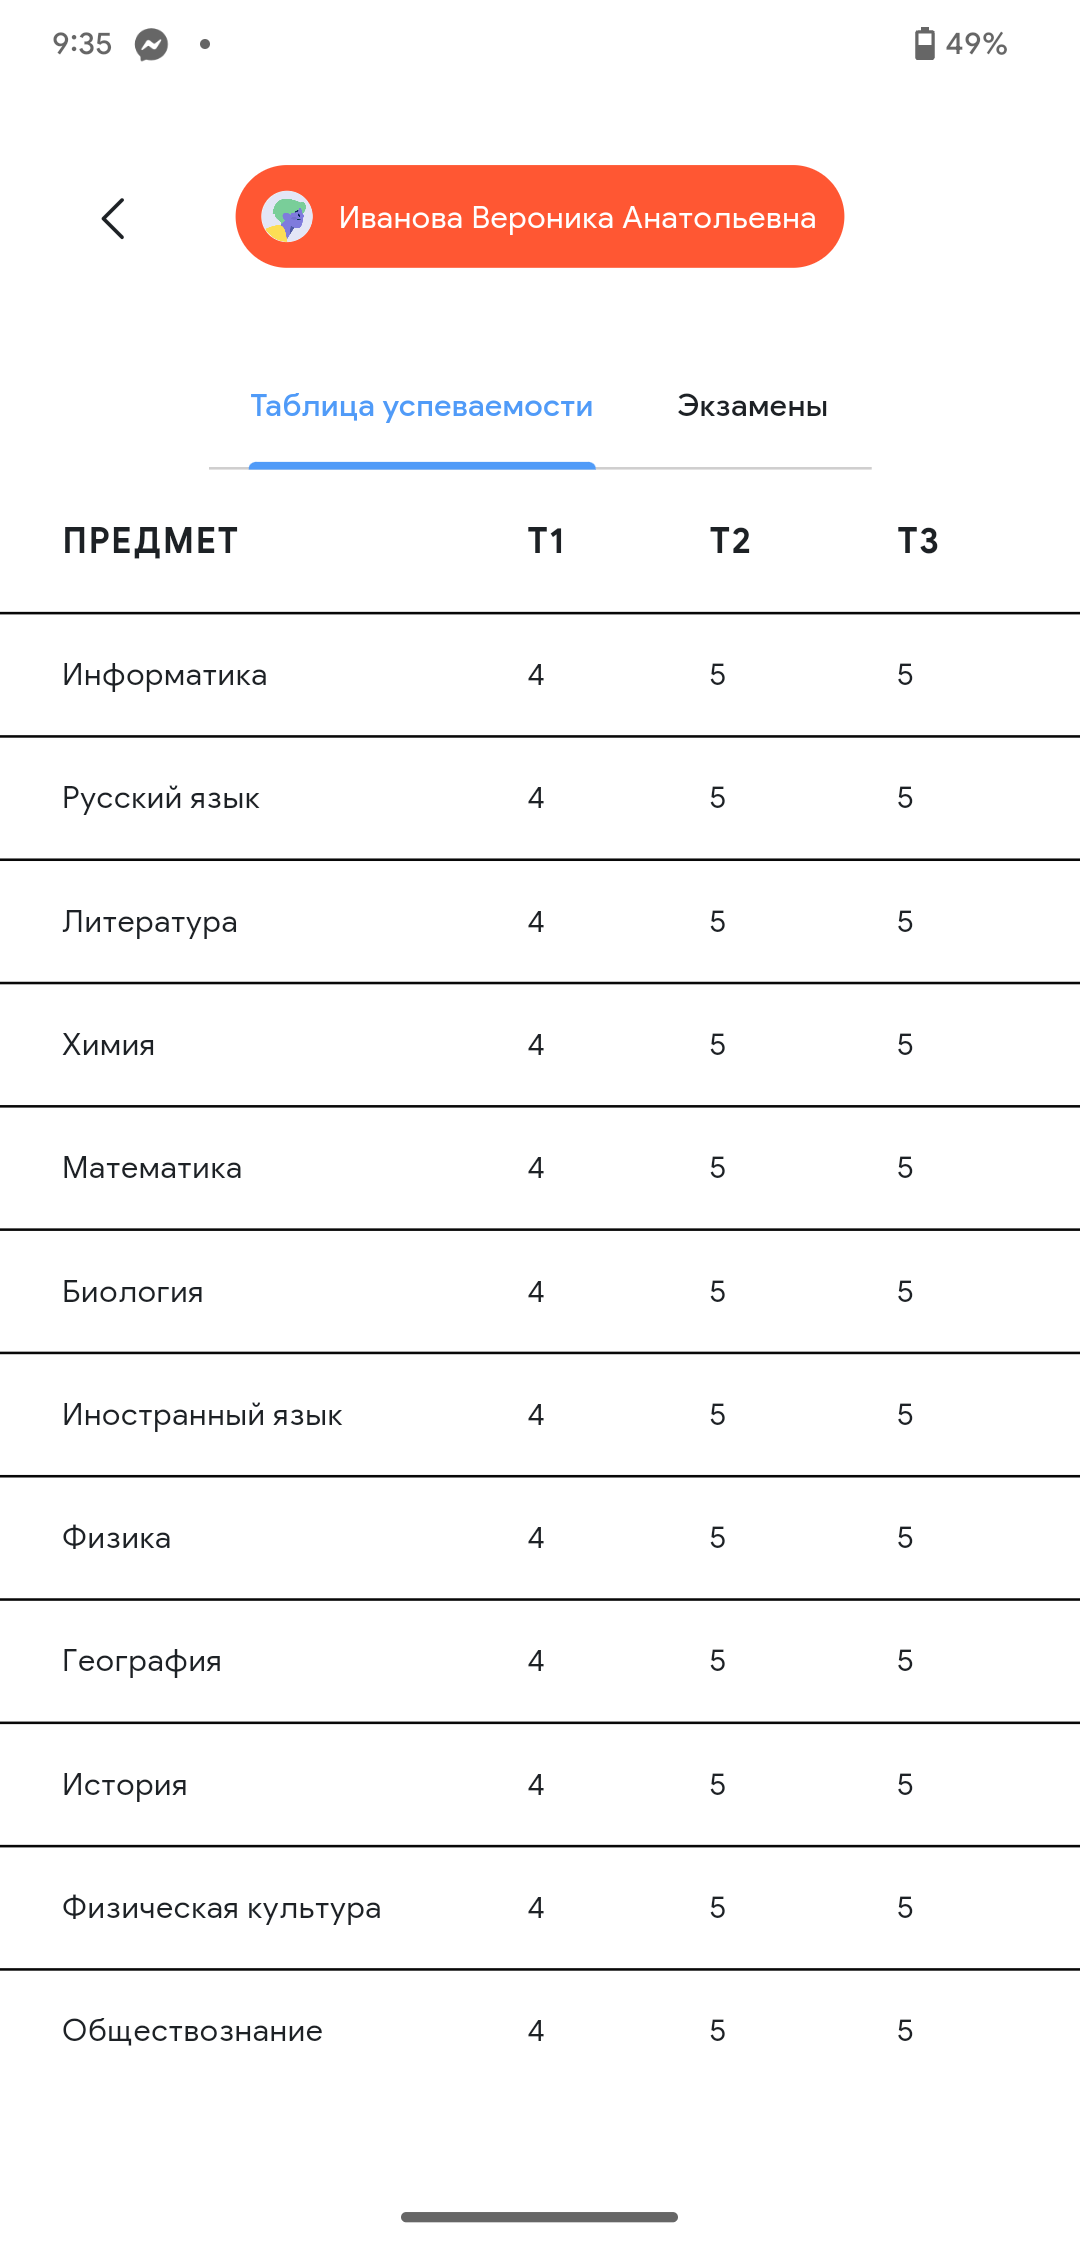 9:35 49%
Иванова Вероника Анатольевна
Таблица успеваемости Экзамены
ПРЕДМЕТ Т1 Т2 Т3
Информатика 4 5 5
Русский язык 4 5 5
Литература 4 5 5
Химия 4 5 5
Математика 4 5 5
Биология 4 5 5
Иностранный язык 4 5 5
Физика 4 5 5
География 4 5 5
История 4 5 5
Физическая культура 4 5 5
Обществознание 4 5 5